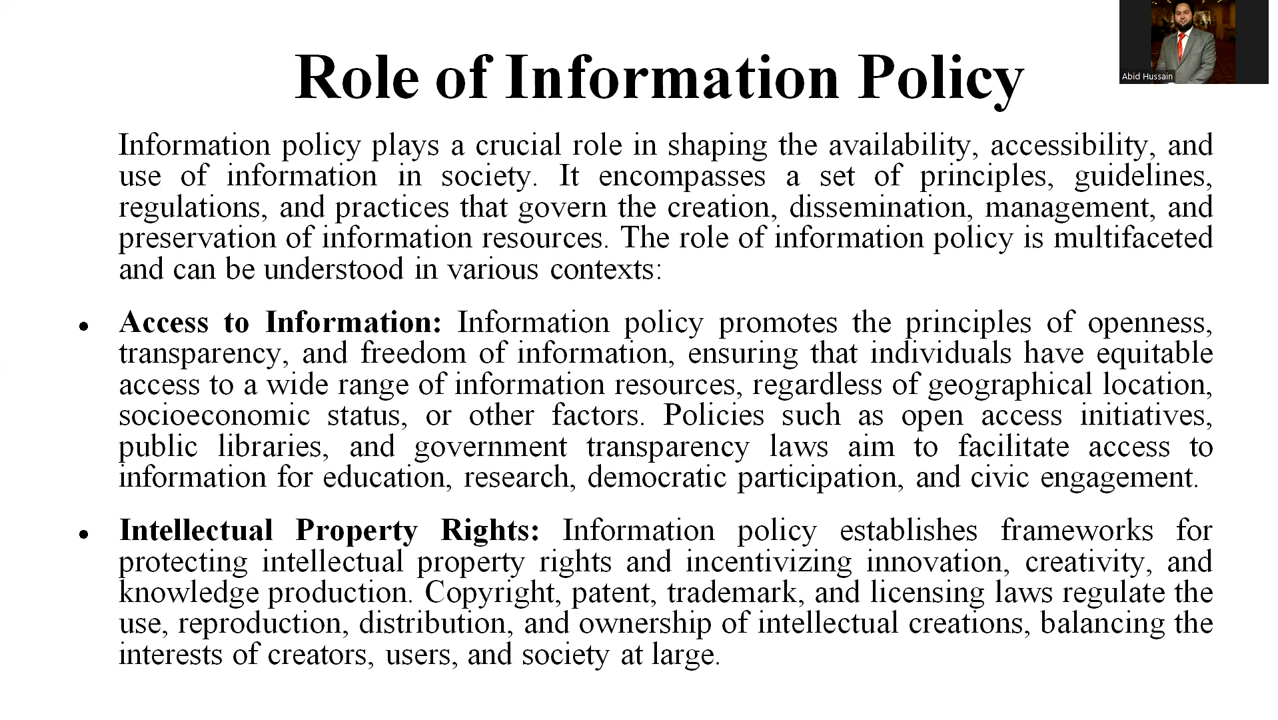 Role of Information Policy
Abid Hussain
Information policy plays a crucial role in shaping the availability, accessibility, and
use of information in society. It encompasses a set of principles, guidelines,
regulations, and practices that govern the creation, dissemination, management, and
preservation of information resources. The role of information policy is multifaceted
and can be understood in various contexts:
● Access to Information: Information policy promotes the principles of openness,
transparency, and freedom of information, ensuring that individuals have equitable
access to a wide range of information resources, regardless of geographical location,
socioeconomic status, or other factors. Policies such as open access initiatives,
public libraries, and government transparency laws aim to facilitate access to
information for education, research, democratic participation, and civic engagement.
● Intellectual Property Rights: Information policy establishes frameworks for
protecting intellectual property rights and incentivizing innovation, creativity, and
knowledge production. Copyright, patent, trademark, and licensing laws regulate the
use, reproduction, distribution, and ownership of intellectual creations, balancing the
interests of creators, users, and society at large.